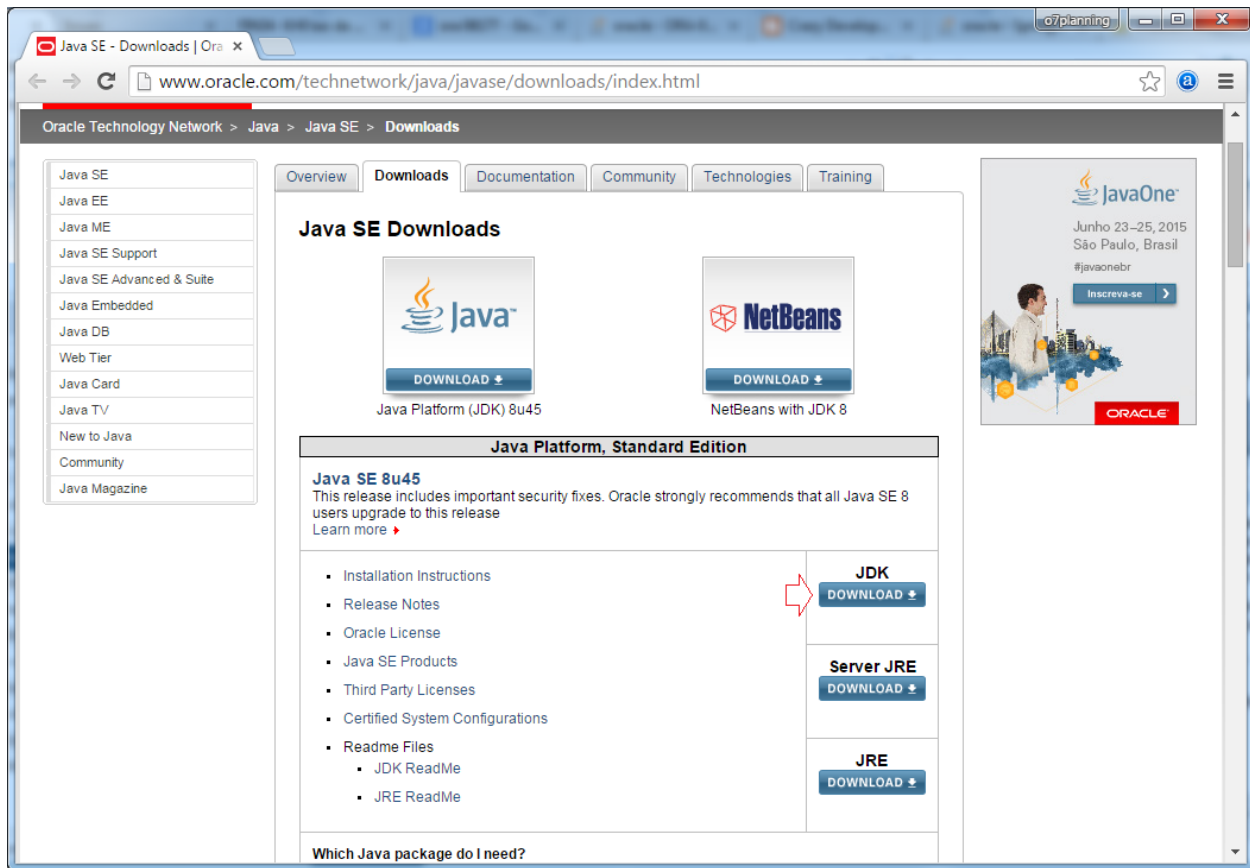 o7planning
Java SE - Downloads | Ora
www.oracle.com/technetwork/java/javase/downloads/index.html
Oracle Technology Network > Java > Java SE > Downloads
Java SE
Java EE
Java ME
Java SE Support
Java SE Advanced & Suite
Java Embedded
Java DB
Web Tier
Java Card
Java TV
New to Java
Community
Java Magazine
Overview Downloads Documentation Community Technologies Training
Java SE Downloads
Java™
DOWNLOAD
Java Platform (JDK) 8u45
NetBeans
DOWNLOAD
NetBeans with JDK 8
Java Platform, Standard Edition
Java SE 8u45
This release includes important security fixes. Oracle strongly recommends that all Java SE 8
users upgrade to this release
Learn more
Installation Instructions
Release Notes
Oracle License
Java SE Products
Third Party Licenses
Certified System Configurations
Readme Files
JDK ReadMe
JRE ReadMe
JDK
DOWNLOAD
Server JRE
DOWNLOAD
JRE
DOWNLOAD
Which Java package do I need?
JavaOne™
Junho 23–25, 2015
São Paulo, Brasil
#javaonebr
Inscreva-se
ORACLE